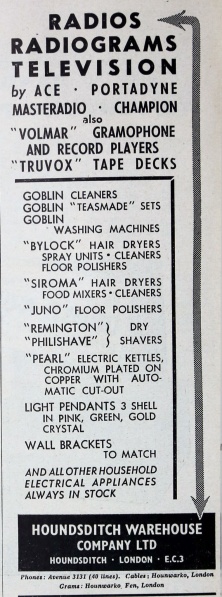 RADIOS
RADIOGRAMS
TELEVISION
by ACE · PORTADYNE
MASTERADIO · CHAMPION
also
"VOLMAR" GRAMOPHONE
AND RECORD PLAYERS
"TRUVOX" TAPE DECKS
GOBLIN CLEANERS
GOBLIN "TEASMADE" SETS
GOBLIN
WASHING MACHINES
"BYLOCK" HAIR DRYERS
SPRAY UNITS · CLEANERS
FLOOR POLISHERS
"SIROMA" HAIR DRYERS
FOOD MIXERS · CLEANERS
"JUNO" FLOOR POLISHERS
"REMINGTON" } DRY
"PHILISHAVE" } SHAVERS
"PEARL" ELECTRIC KETTLES,
CHROMIUM PLATED ON
COPPER WITH AUTO-
MATIC CUT-OUT
LIGHT PENDANTS 3 SHELL
IN PINK, GREEN, GOLD
CRYSTAL
WALL BRACKETS
TO MATCH
AND ALL OTHER HOUSEHOLD
ELECTRICAL APPLIANCES
ALWAYS IN STOCK
HOUNDSDITCH WAREHOUSE
COMPANY LTD
HOUNDSDITCH · LONDON · E.C.3
Phones: Avenue 3131 (40 lines). Cables: Hounwarko, London
Grams: Hounwarko, Fen, London